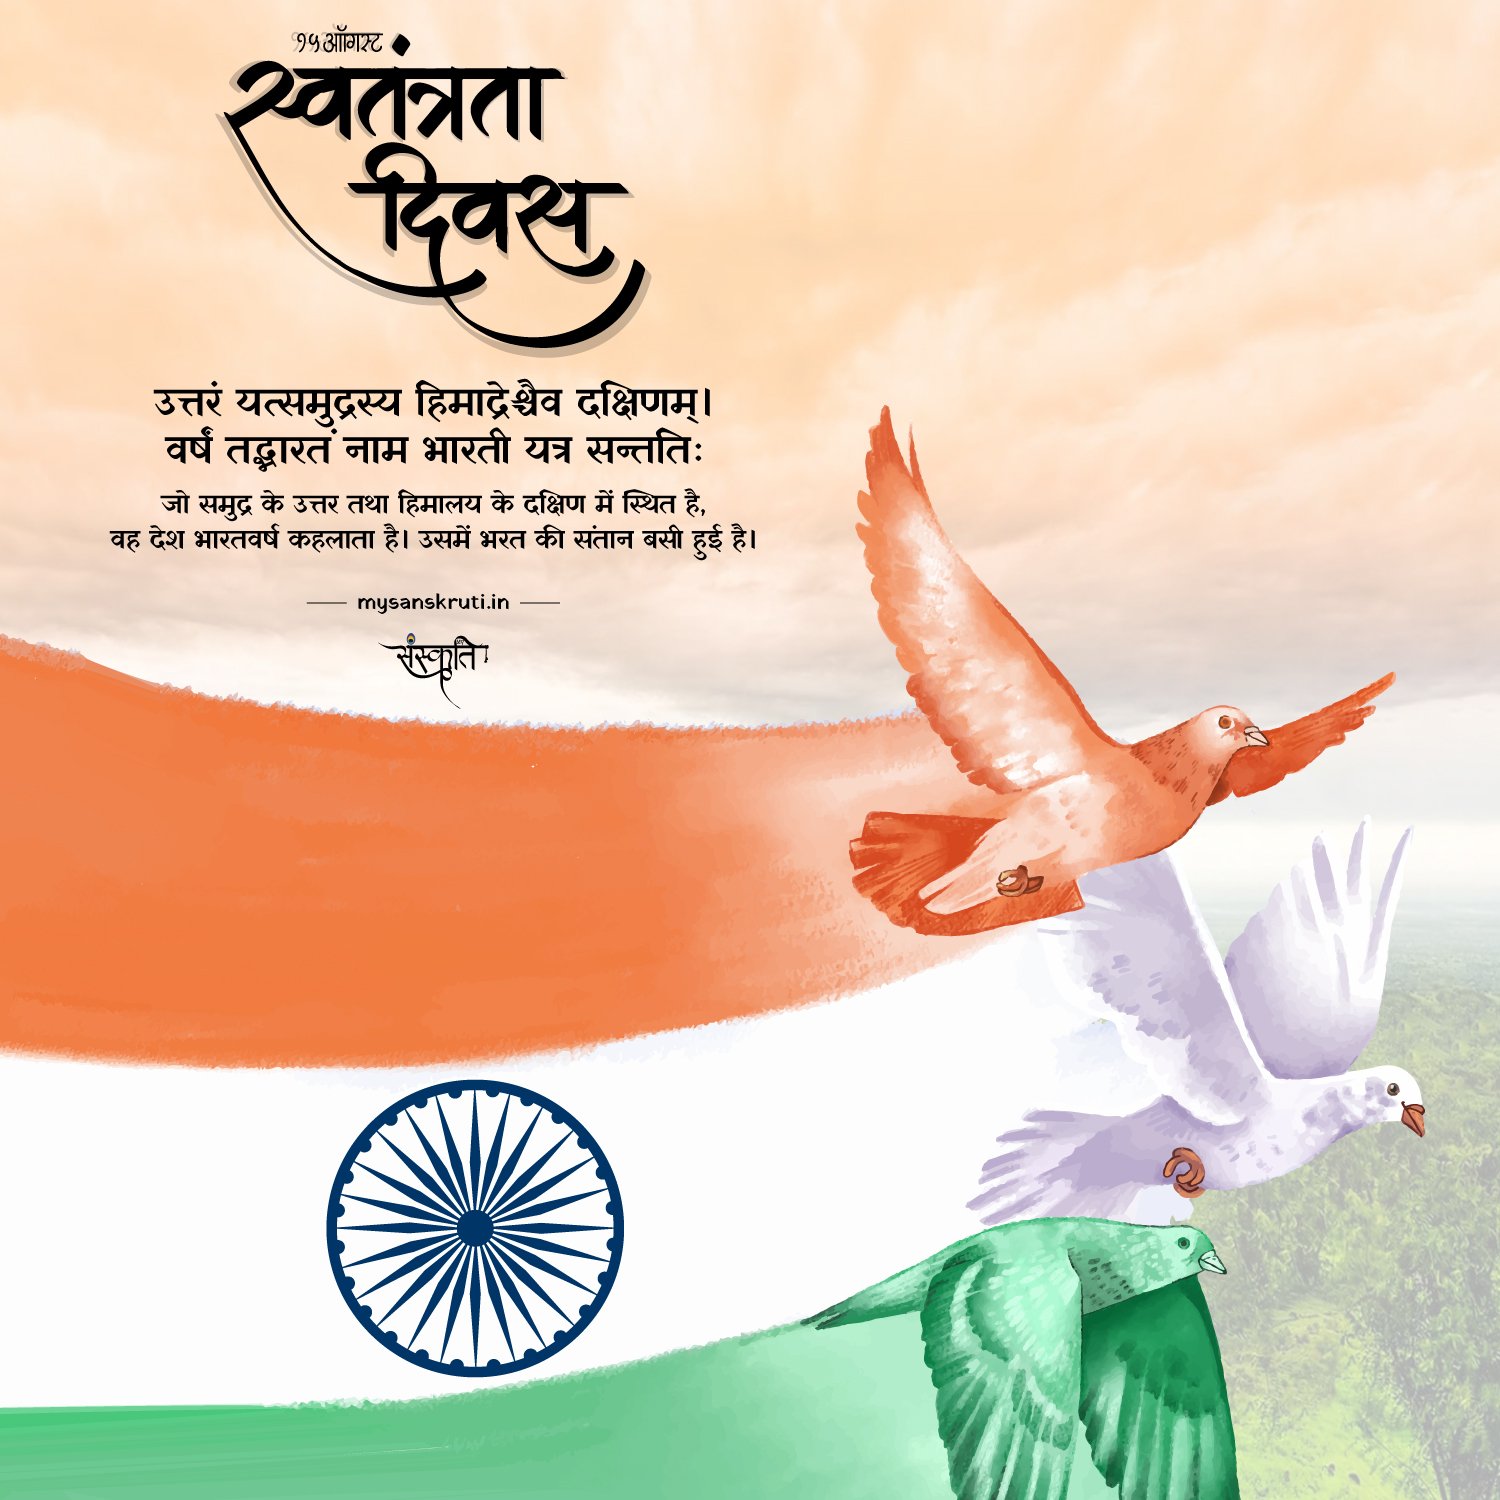 १५ ऑगस्ट
स्वतंत्रता
दिवस
उत्तरं यत्समुद्रस्य हिमाद्रेश्चैव दक्षिणम्।
वर्षं तद्भारतं नाम भारती यत्र सन्ततिः
जो समुद्र के उत्तर तथा हिमालय के दक्षिण में स्थित है,
वह देश भारतवर्ष कहलाता है। उसमें भरत की संतान बसी हुई है।
mysanskruti.in
संस्कृति